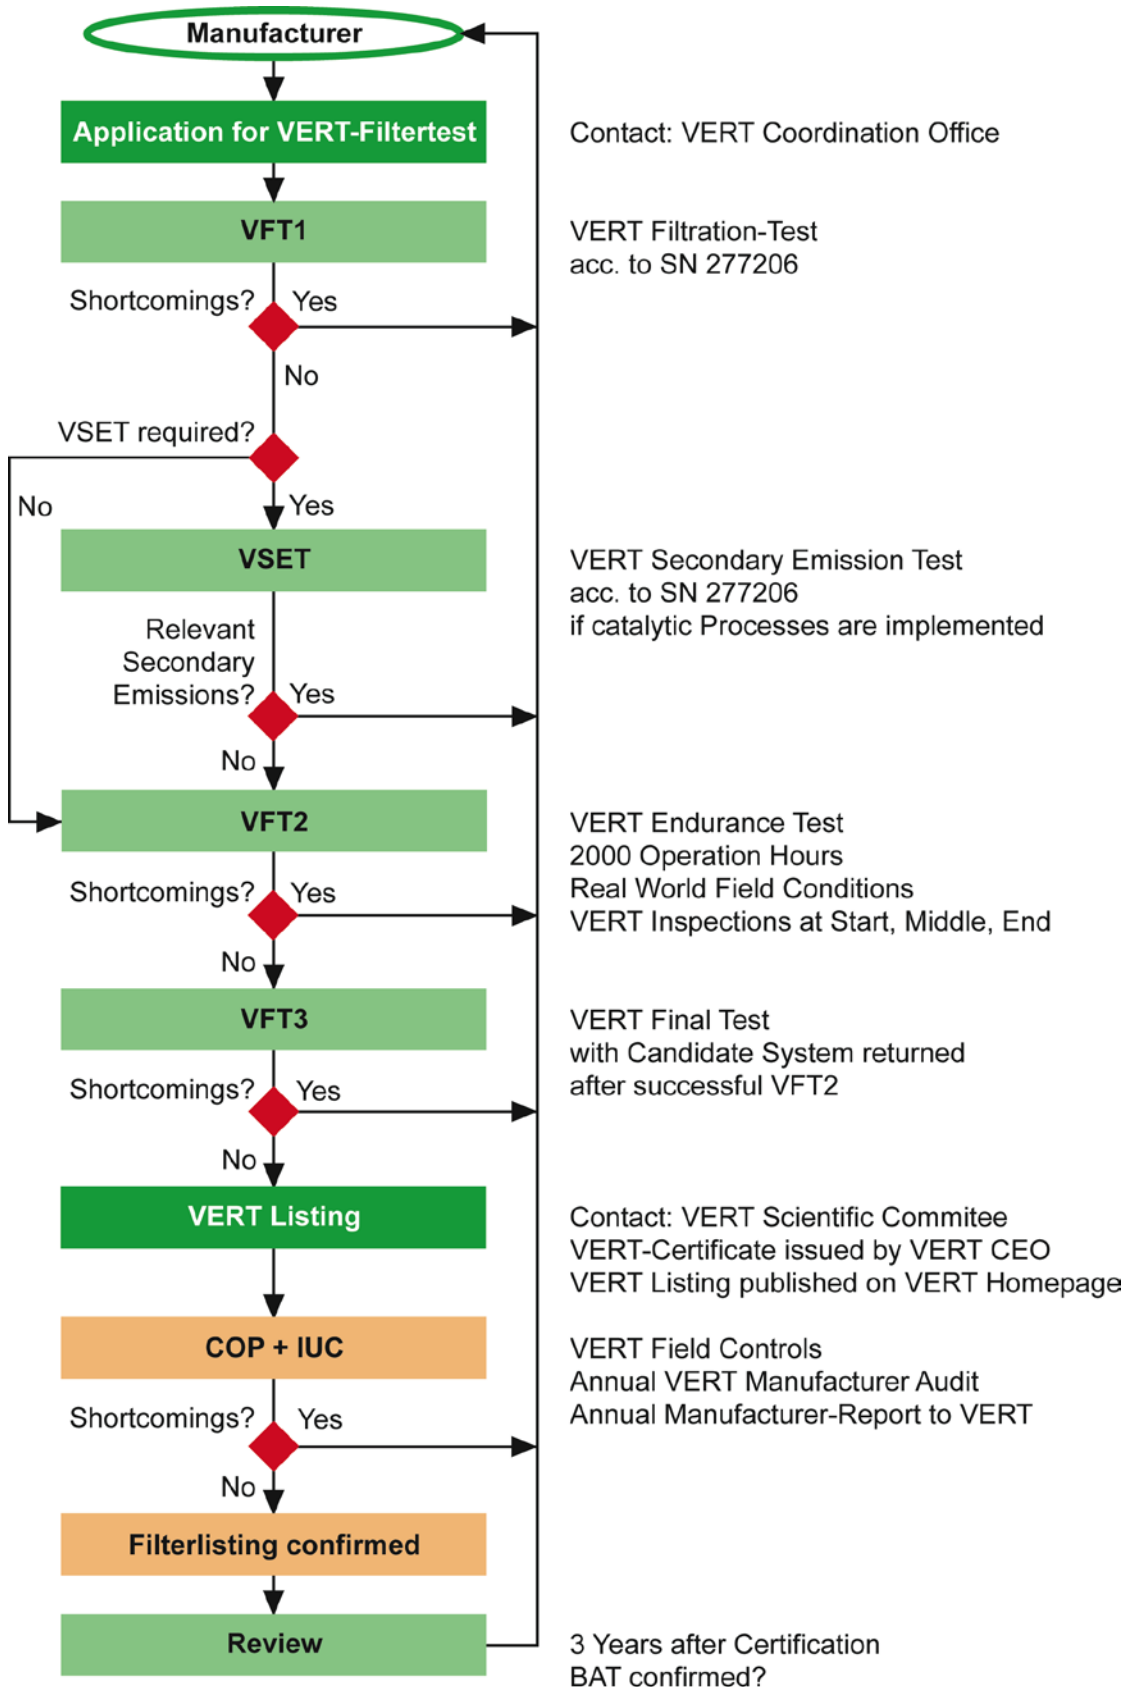 Manufacturer
Application for VERT-Filtertest
Contact: VERT Coordination Office
VFT1
VERT Filtration-Test
acc. to SN 277206
Shortcomings?
Yes
No
VSET required?
No
Yes
VSET
VERT Secondary Emission Test
acc. to SN 277206
if catalytic Processes are implemented
Relevant
Secondary
Emissions?
Yes
No
VFT2
VERT Endurance Test
2000 Operation Hours
Real World Field Conditions
VERT Inspections at Start, Middle, End
Shortcomings?
Yes
No
VFT3
VERT Final Test
with Candidate System returned
after successful VFT2
Shortcomings?
Yes
No
VERT Listing
Contact: VERT Scientific Commitee
VERT-Certificate issued by VERT CEO
VERT Listing published on VERT Homepage
COP + IUC
VERT Field Controls
Annual VERT Manufacturer Audit
Annual Manufacturer-Report to VERT
Shortcomings?
Yes
No
Filterlisting confirmed
Review
3 Years after Certification
BAT confirmed?